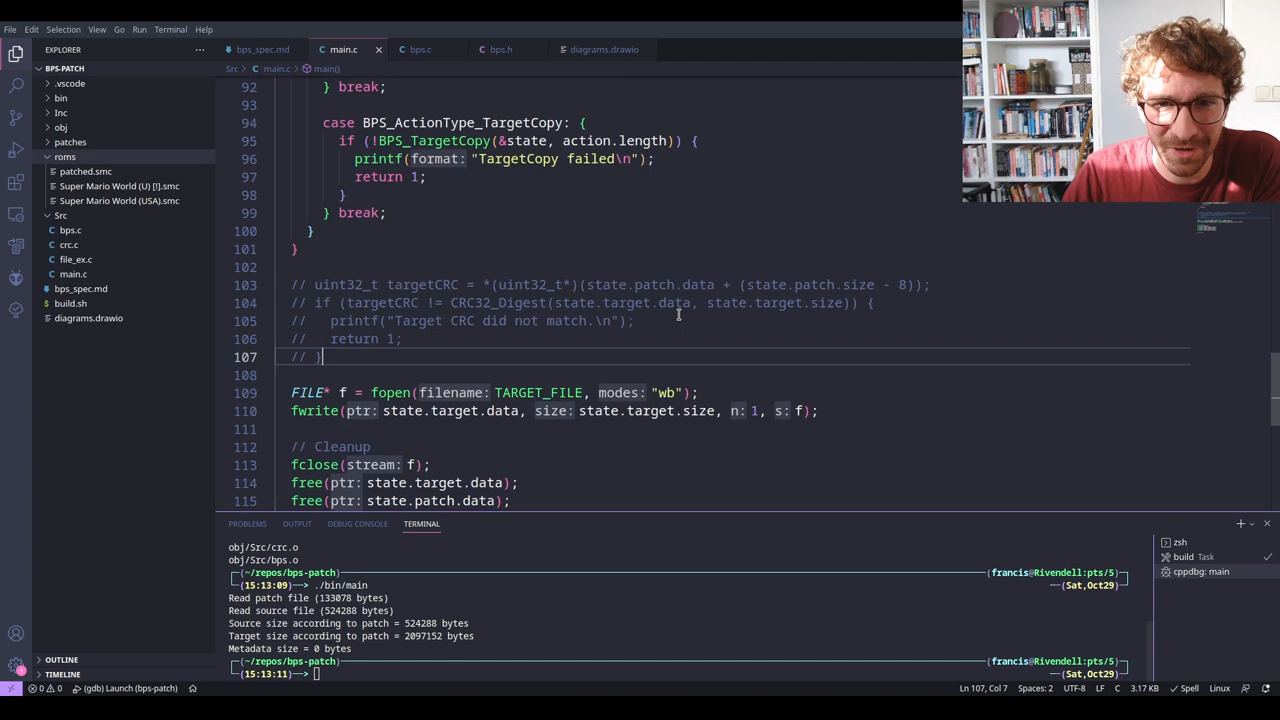 File Edit Selection View Go Run Terminal Help
EXPLORER
bps_spec.md main.c bps.c bps.h diagrams.drawio
BPS-PATCH
Src main.c main()
.vscode
bin
Inc
obj
patches
roms
patched.smc
Super Mario World (U) [!].smc
Super Mario World (USA).smc
Src
bps.c
crc.c
file_ex.c
main.c
bps_spec.md
build.sh
diagrams.drawio
92 } break;
93
94 case BPS_ActionType_TargetCopy: {
95 if (!BPS_TargetCopy(&state, action.length)) {
96 printf(format: "TargetCopy failed\n");
97 return 1;
98 }
99 } break;
100 }
101 }
102
103 // uint32_t targetCRC = *(uint32_t*)(state.patch.data + (state.patch.size - 8));
104 // if (targetCRC != CRC32_Digest(state.target.data, state.target.size)) {
105 // printf("Target CRC did not match.\n");
106 // return 1;
107 // }
108
109 FILE* f = fopen(filename: TARGET_FILE, modes: "wb");
110 fwrite(ptr: state.target.data, size: state.target.size, n: 1, s: f);
111
112 // Cleanup
113 fclose(stream: f);
114 free(ptr: state.target.data);
115 free(ptr: state.patch.data);
PROBLEMS OUTPUT DEBUG CONSOLE TERMINAL
obj/Src/crc.o
obj/Src/bps.o
(~/repos/bps-patch) (francis@Rivendell:pts/5)
(15:13:09)─> ./bin/main (Sat,Oct29)
Read patch file (133078 bytes)
Read source file (524288 bytes)
Source size according to patch = 524288 bytes
Target size according to patch = 2097152 bytes
Metadata size = 0 bytes
(~/repos/bps-patch) (francis@Rivendell:pts/5)
(15:13:11)─> (Sat,Oct29)
zsh
build Task
cppdbg: main
OUTLINE
TIMELINE
0 0 (gdb) Launch (bps-patch) Ln 107, Col 7 Spaces: 2 UTF-8 LF C 3.17 KB Spell Linux